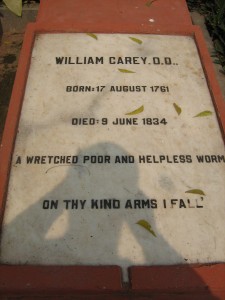 WILLIAM CAREY. D.D..
BORN: 17 AUGUST 1761
DIED: 9 JUNE 1834
A WRETCHED POOR AND HELPLESS WORM
ON THY KIND ARMS I FALL